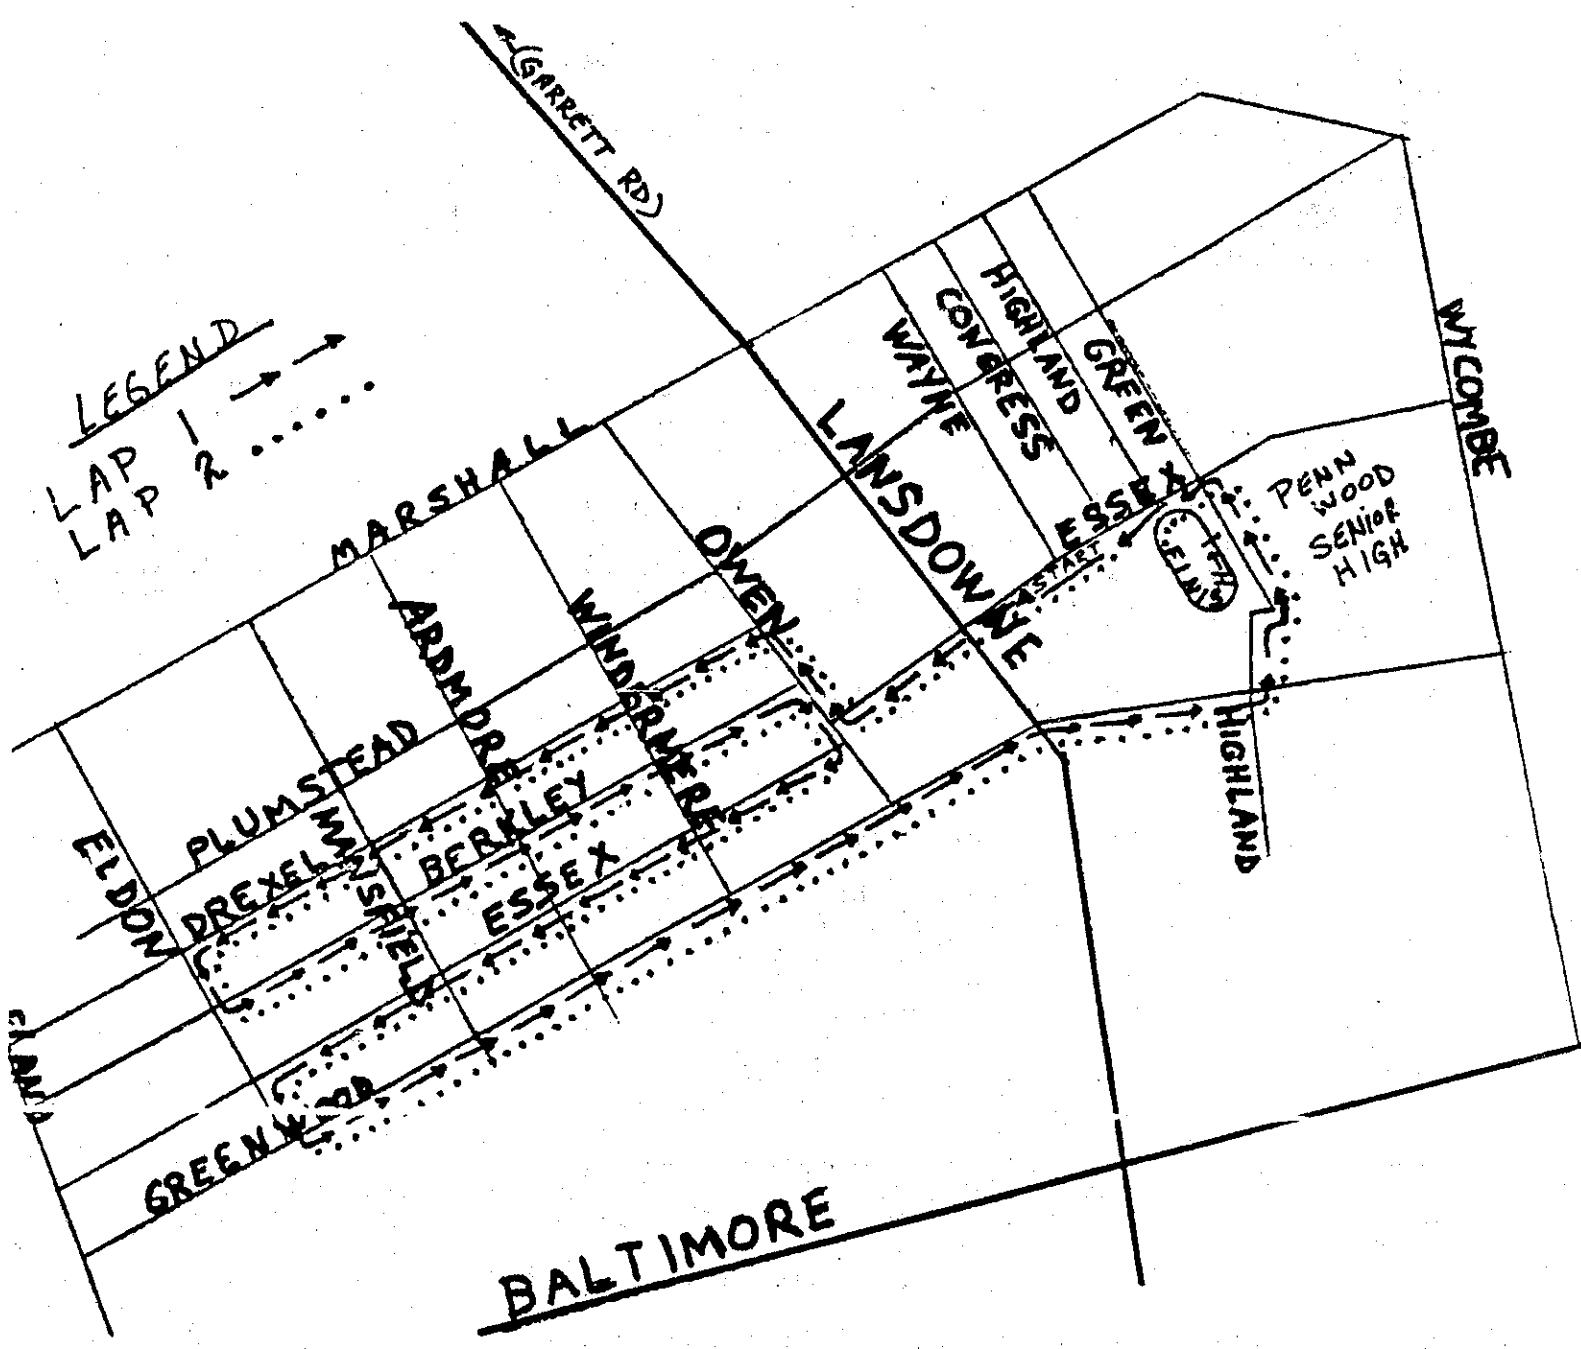 (GARRETT RD)
LEGEND
LAP 1
LAP 2
MARSHALL
WAYNE
CONGRESS
HIGHLAND
GREEN
WYCOMBE
LANSDOWNE
ESSEX
START
FINISH
PENN
WOOD
SENIOR
HIGH
OWEN
WINDERMERE
ARDMORE
PLUMSTEAD
MANSFIELD
ELDON
DREXEL
BERKLEY
ESSEX
HIGHLAND
GREENWOOD
BALTIMORE